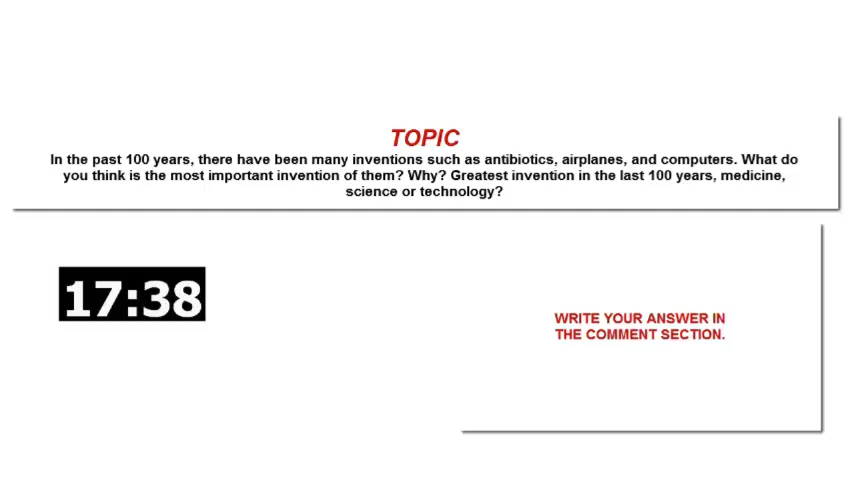 TOPIC
In the past 100 years, there have been many inventions such as antibiotics, airplanes, and computers. What do
you think is the most important invention of them? Why? Greatest invention in the last 100 years, medicine,
science or technology?
17:38
WRITE YOUR ANSWER IN
THE COMMENT SECTION.